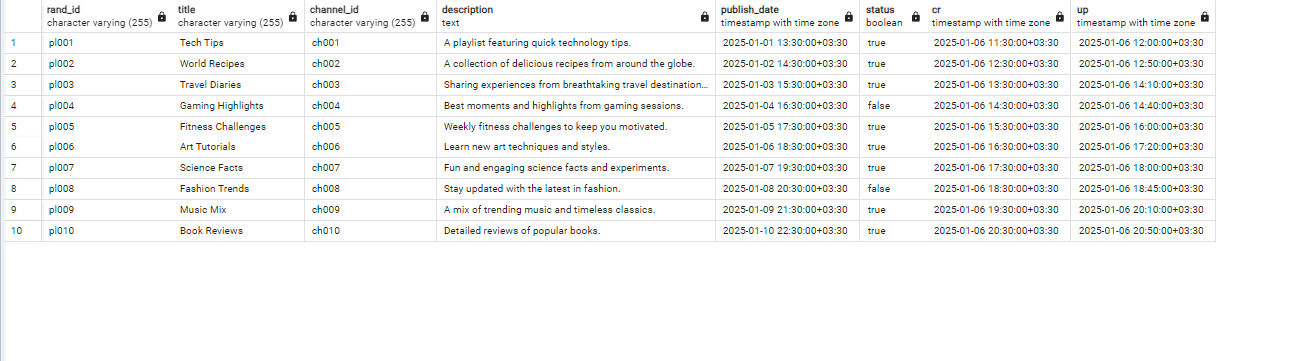 rand_id title channel_id description publish_date status cr up
character varying (255) character varying (255) character varying (255) text timestamp with time zone boolean timestamp with time zone timestamp with time zone
1 pl001 Tech Tips ch001 A playlist featuring quick technology tips. 2025-01-01 13:30:00+03:30 true 2025-01-06 11:30:00+03:30 2025-01-06 12:00:00+03:30
2 pl002 World Recipes ch002 A collection of delicious recipes from around the globe. 2025-01-02 14:30:00+03:30 true 2025-01-06 12:30:00+03:30 2025-01-06 12:50:00+03:30
3 pl003 Travel Diaries ch003 Sharing experiences from breathtaking travel destination... 2025-01-03 15:30:00+03:30 true 2025-01-06 13:30:00+03:30 2025-01-06 14:10:00+03:30
4 pl004 Gaming Highlights ch004 Best moments and highlights from gaming sessions. 2025-01-04 16:30:00+03:30 false 2025-01-06 14:30:00+03:30 2025-01-06 14:40:00+03:30
5 pl005 Fitness Challenges ch005 Weekly fitness challenges to keep you motivated. 2025-01-05 17:30:00+03:30 true 2025-01-06 15:30:00+03:30 2025-01-06 16:00:00+03:30
6 pl006 Art Tutorials ch006 Learn new art techniques and styles. 2025-01-06 18:30:00+03:30 true 2025-01-06 16:30:00+03:30 2025-01-06 17:20:00+03:30
7 pl007 Science Facts ch007 Fun and engaging science facts and experiments. 2025-01-07 19:30:00+03:30 true 2025-01-06 17:30:00+03:30 2025-01-06 18:00:00+03:30
8 pl008 Fashion Trends ch008 Stay updated with the latest in fashion. 2025-01-08 20:30:00+03:30 false 2025-01-06 18:30:00+03:30 2025-01-06 18:45:00+03:30
9 pl009 Music Mix ch009 A mix of trending music and timeless classics. 2025-01-09 21:30:00+03:30 true 2025-01-06 19:30:00+03:30 2025-01-06 20:10:00+03:30
10 pl010 Book Reviews ch010 Detailed reviews of popular books. 2025-01-10 22:30:00+03:30 true 2025-01-06 20:30:00+03:30 2025-01-06 20:50:00+03:30